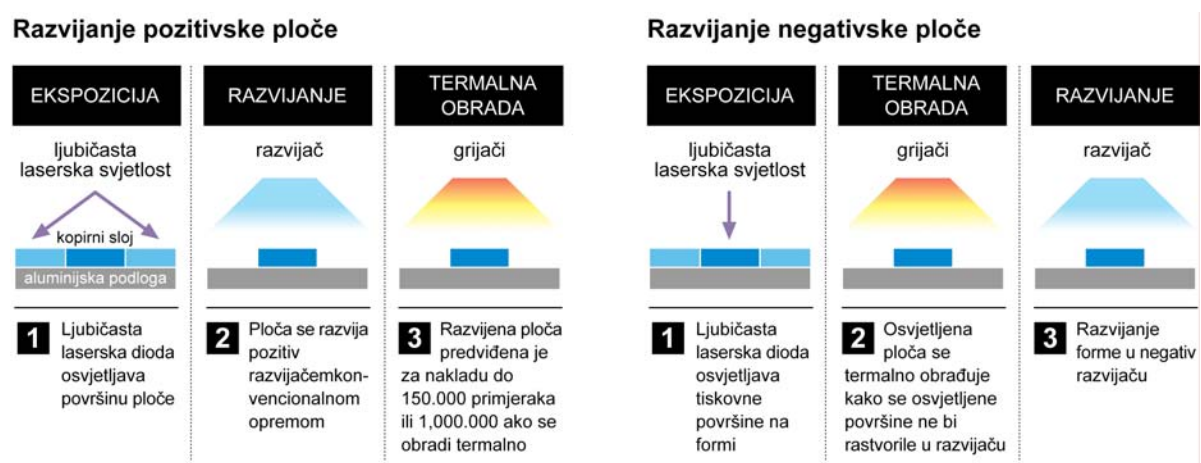 Razvijanje pozitivske ploče
EKSPOZICIJA
ljubičasta
laserska svjetlost
kopirni sloj
aluminijska podloga
1 Ljubičasta
laserska dioda
osvjetljava
površinu ploče
RAZVIJANJE
razvijač
2 Ploča se razvija
pozitiv
razvijačemkon-
vencionalnom
opremom
TERMALNA
OBRADA
grijači
3 Razvijena ploča
predviđena je
za nakladu do
150.000 primjeraka
ili 1,000.000 ako se
obradi termalno
Razvijanje negativske ploče
EKSPOZICIJA
ljubičasta
laserska svjetlost
1 Ljubičasta
laserska dioda
osvjetljava
tiskovne
površine na
formi
TERMALNA
OBRADA
grijači
2 Osvjetljena
ploča se
termalno obrađuje
kako se osvjetljene
površine ne bi
rastvorile u razvijaču
RAZVIJANJE
razvijač
3 Razvijanje
forme u negativ
razvijaču